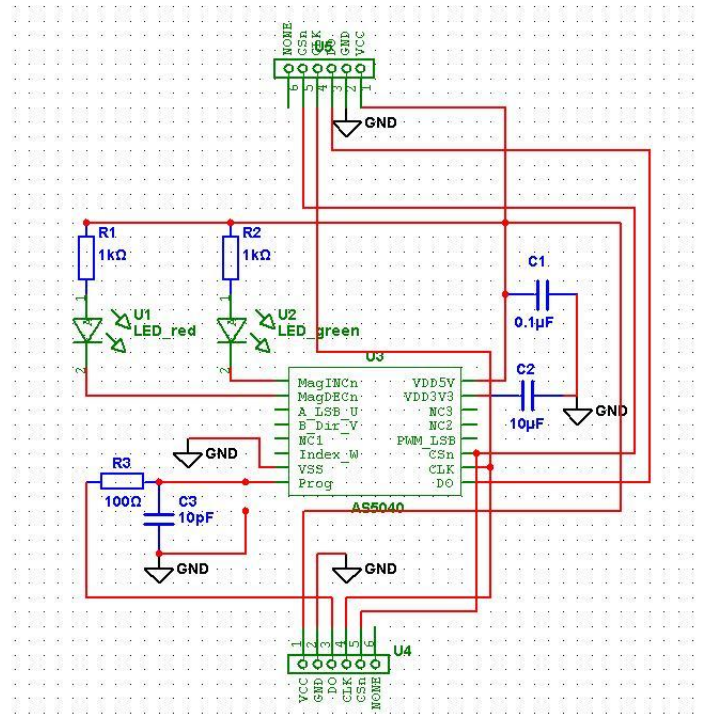 NONE
CSn
CLK
DO
GND
VCC
U5
6
5
4
3
2
1
GND
R1
1kΩ
R2
1kΩ
C1
0.1µF
1
U1
LED_red
2
1
U2
LED_green
2
U3
C2
10µF
GND
MagINCn
MagDECn
A_LSB_U
B_Dir_V
NC1
Index_W
VSS
Prog
VDD5V
VDD3V3
NC3
NC2
PWM_LSB
CSn
CLK
DO
AS5040
GND
R3
100Ω
C3
10pF
GND
GND
1
2
3
4
5
6
U4
VCC
GND
DO
CLK
CSn
NONE